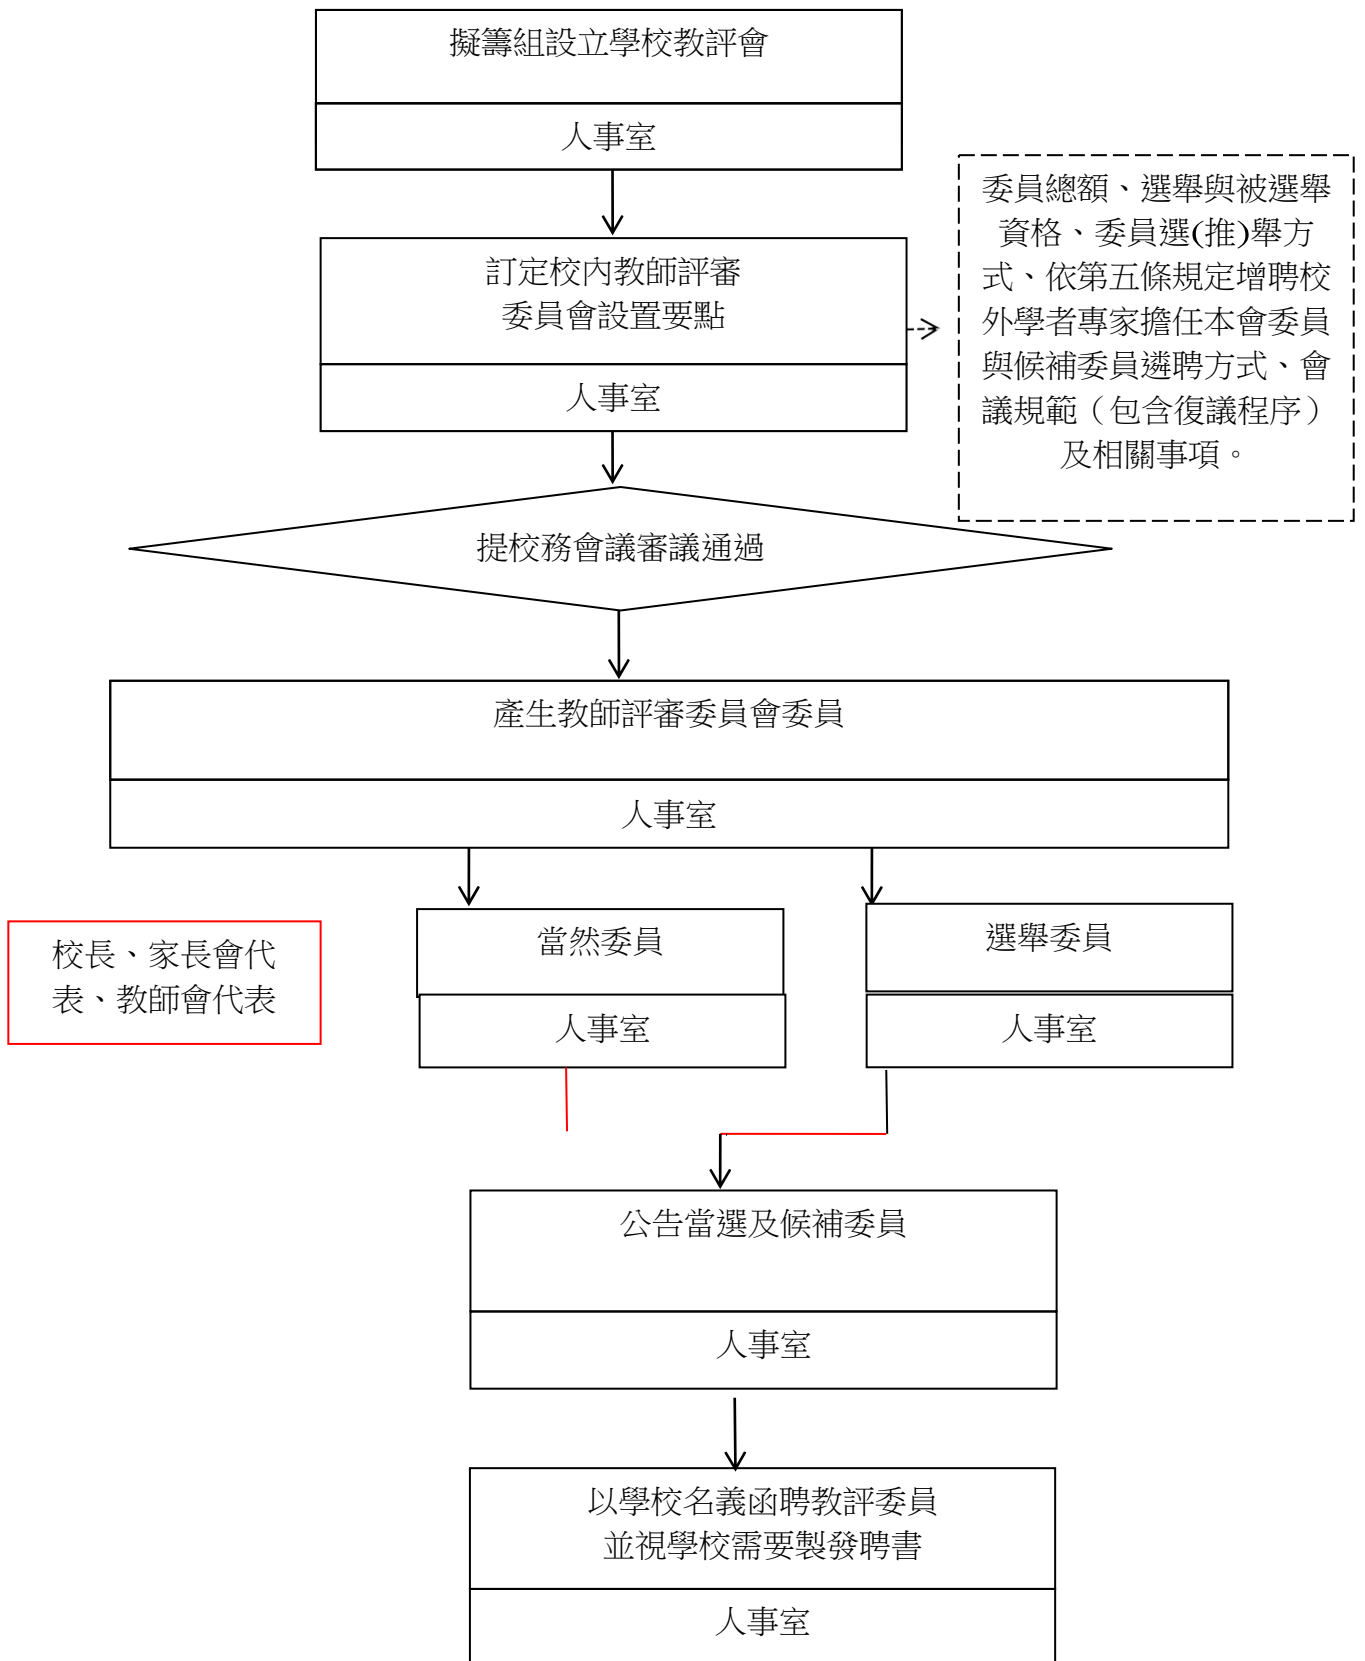 擬籌組設立學校教評會
人事室
委員總額、選舉與被選舉
資格、委員選(推)舉方
式、依第五條規定增聘校
外學者專家擔任本會委員
與候補委員遴聘方式、會
議規範（包含復議程序）
及相關事項。
訂定校內教師評審
委員會設置要點
人事室
提校務會議審議通過
產生教師評審委員會委員
人事室
校長、家長會代
表、教師會代表
當然委員
人事室
選舉委員
人事室
公告當選及候補委員
人事室
以學校名義函聘教評委員
並視學校需要製發聘書
人事室